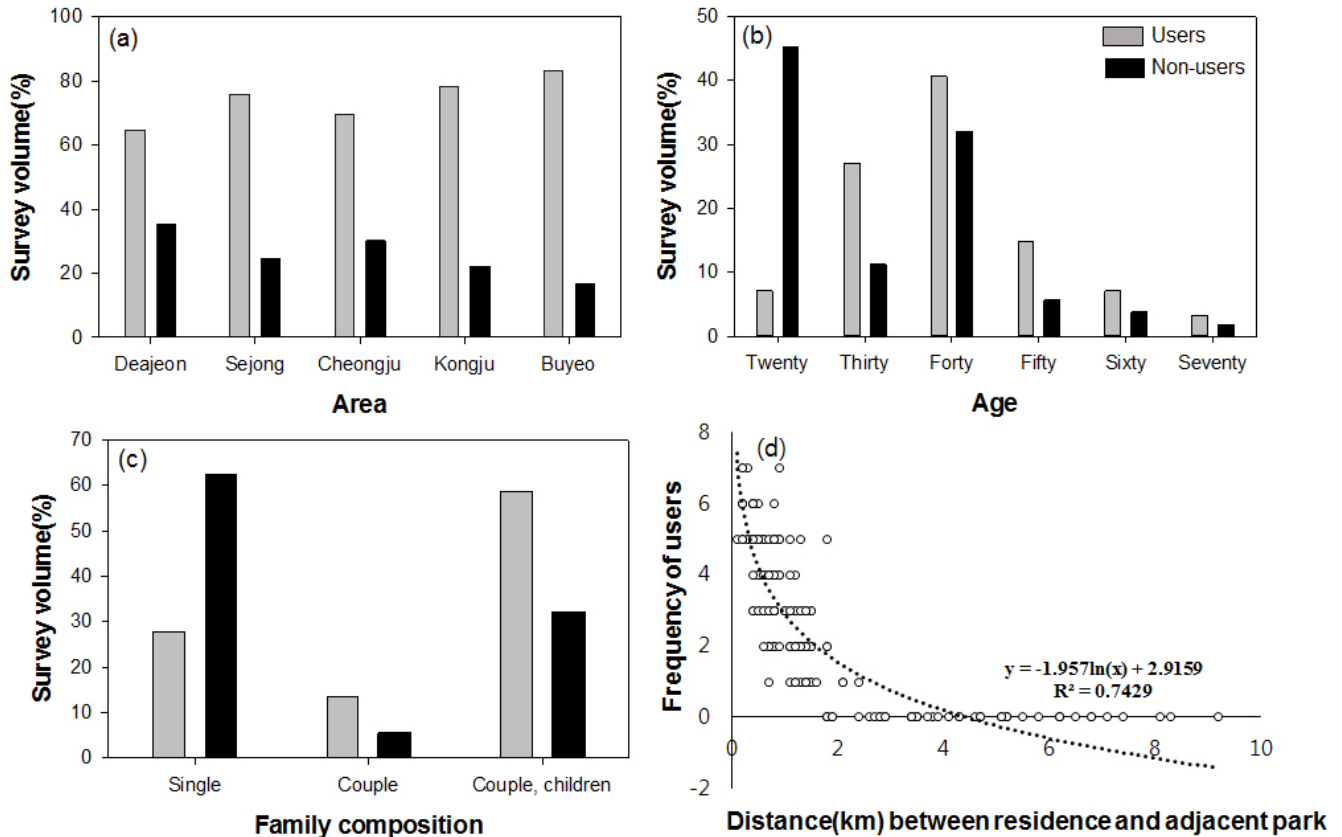 (a)
Survey volume(%)
100
80
60
40
20
0
Deajeon Sejong Cheongju Kongju Buyeo
Area
(b)
Users
Non-users
Survey volume(%)
50
40
30
20
10
0
Twenty Thirty Forty Fifty Sixty Seventy
Age
(c)
Survey volume(%)
70
60
50
40
30
20
10
0
Single Couple Couple, children
Family composition
(d)
Frequency of users
8
6
4
2
0
-2
y = -1.957ln(x) + 2.9159
R² = 0.7429
0 2 4 6 8 10
Distance(km) between residence and adjacent park